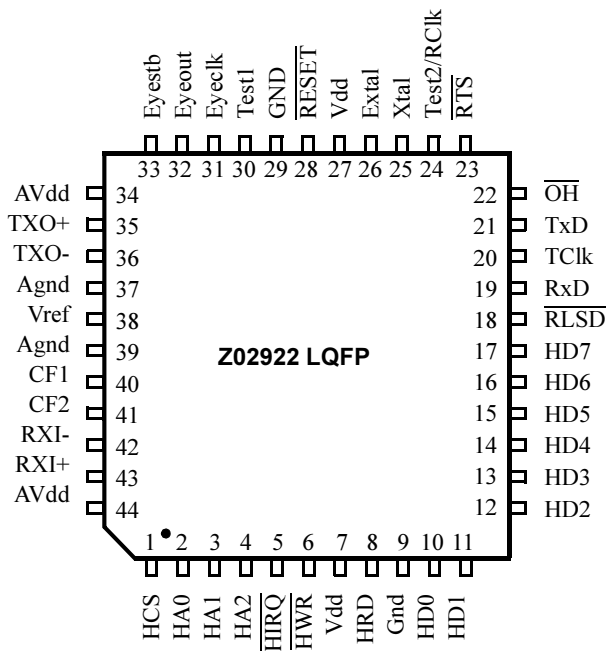 Eyestb Eyeout Eyeclk Test1 GND RESET Vdd Extal Xtal Test2/RClk RTS
33 32 31 30 29 28 27 26 25 24 23
AVdd 34 22 OH
TXO+ 35 21 TxD
TXO- 36 20 TClk
Agnd 37 19 RxD
Vref 38 18 RLSD
Agnd 39 Z02922 LQFP 17 HD7
CF1 40 16 HD6
CF2 41 15 HD5
RXI- 42 14 HD4
RXI+ 43 13 HD3
AVdd 44 12 HD2
1 2 3 4 5 6 7 8 9 10 11
HCS HA0 HA1 HA2 HIRQ HWR Vdd HRD Gnd HD0 HD1